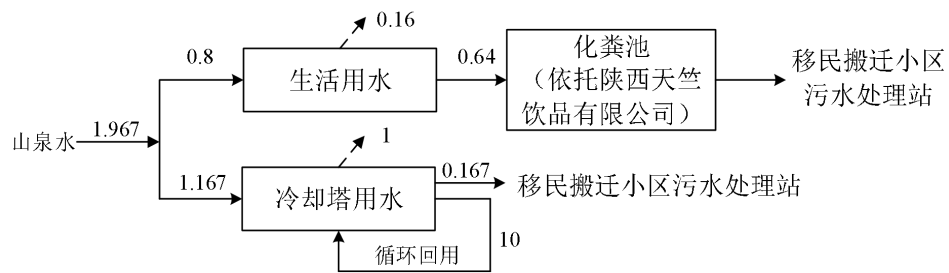 0.16
0.8
生活用水
0.64
化粪池
（依托陕西天竺
饮品有限公司）
移民搬迁小区
污水处理站
山泉水
1.967
1
1.167
冷却塔用水
0.167
移民搬迁小区污水处理站
10
循环回用